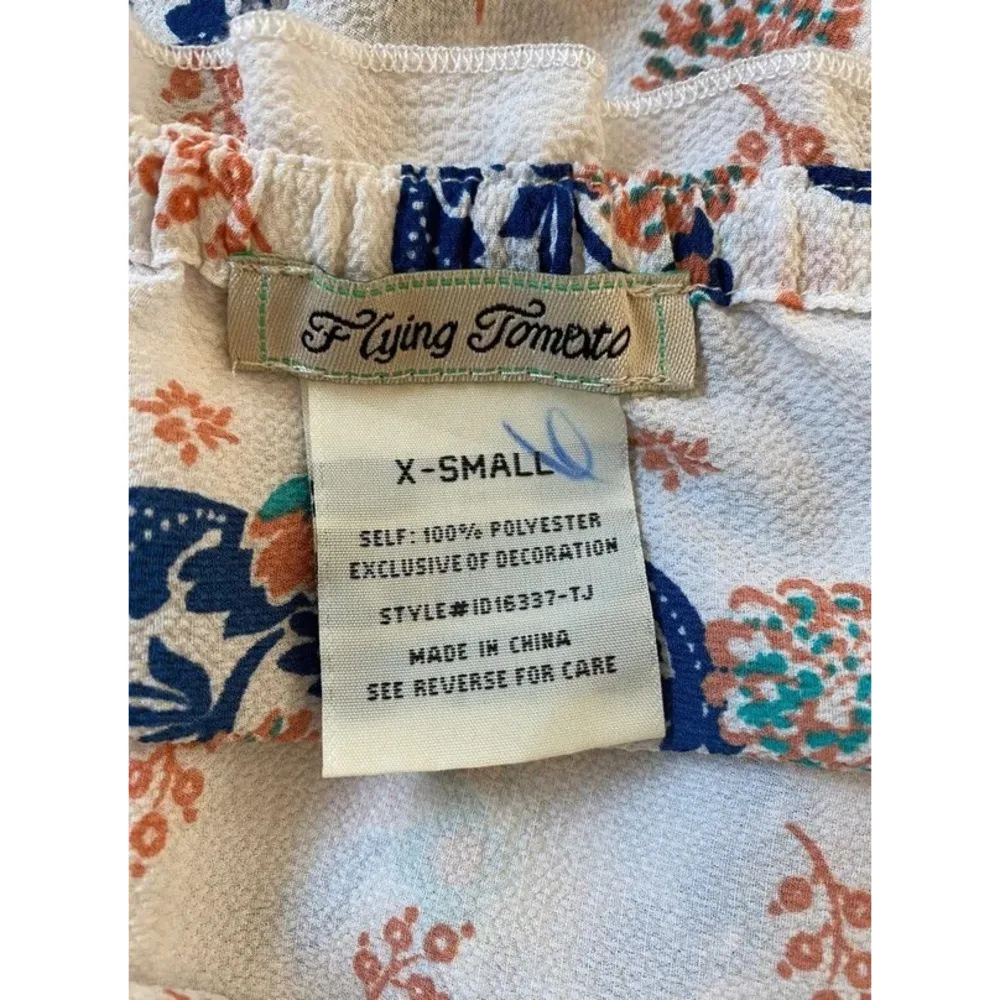 Flying Tomato
X-SMALL
SELF: 100% POLYESTER
EXCLUSIVE OF DECORATION
STYLE#ID16337-TJ
MADE IN CHINA
SEE REVERSE FOR CARE